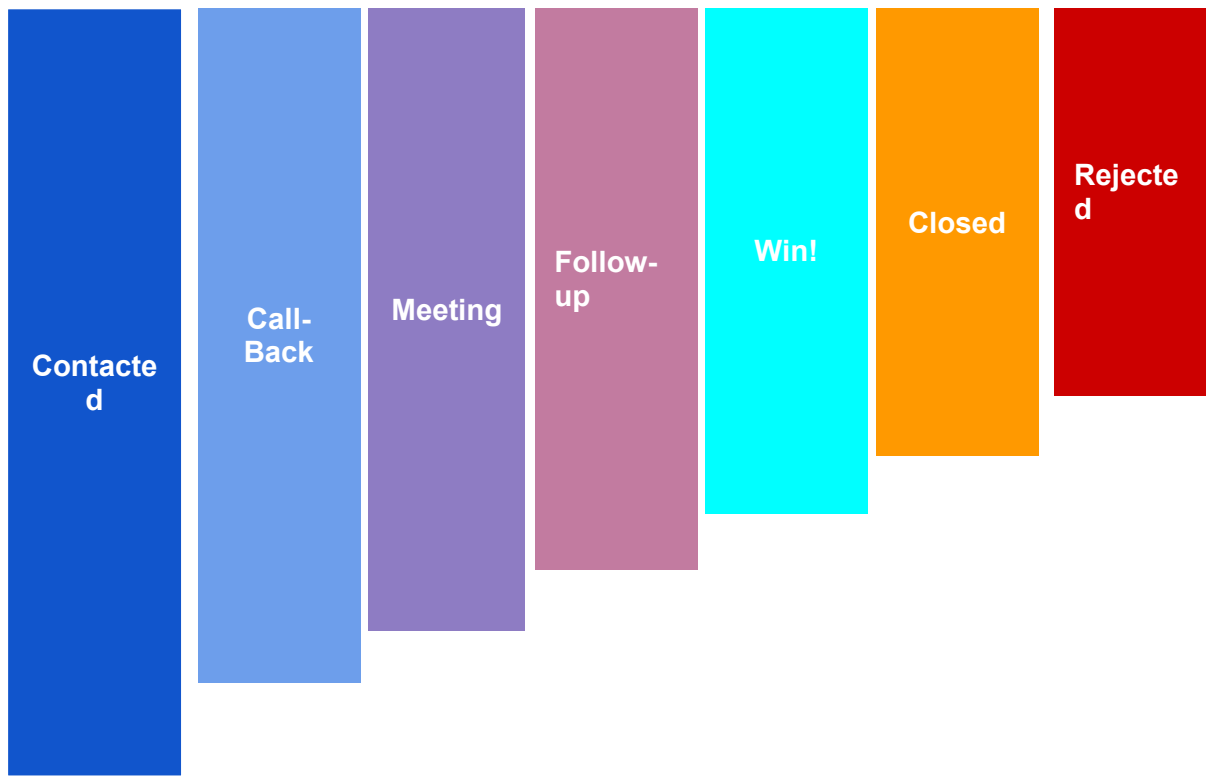 Contacte
d
Call-
Back
Meeting
Follow-
up
Win!
Closed
Rejecte
d